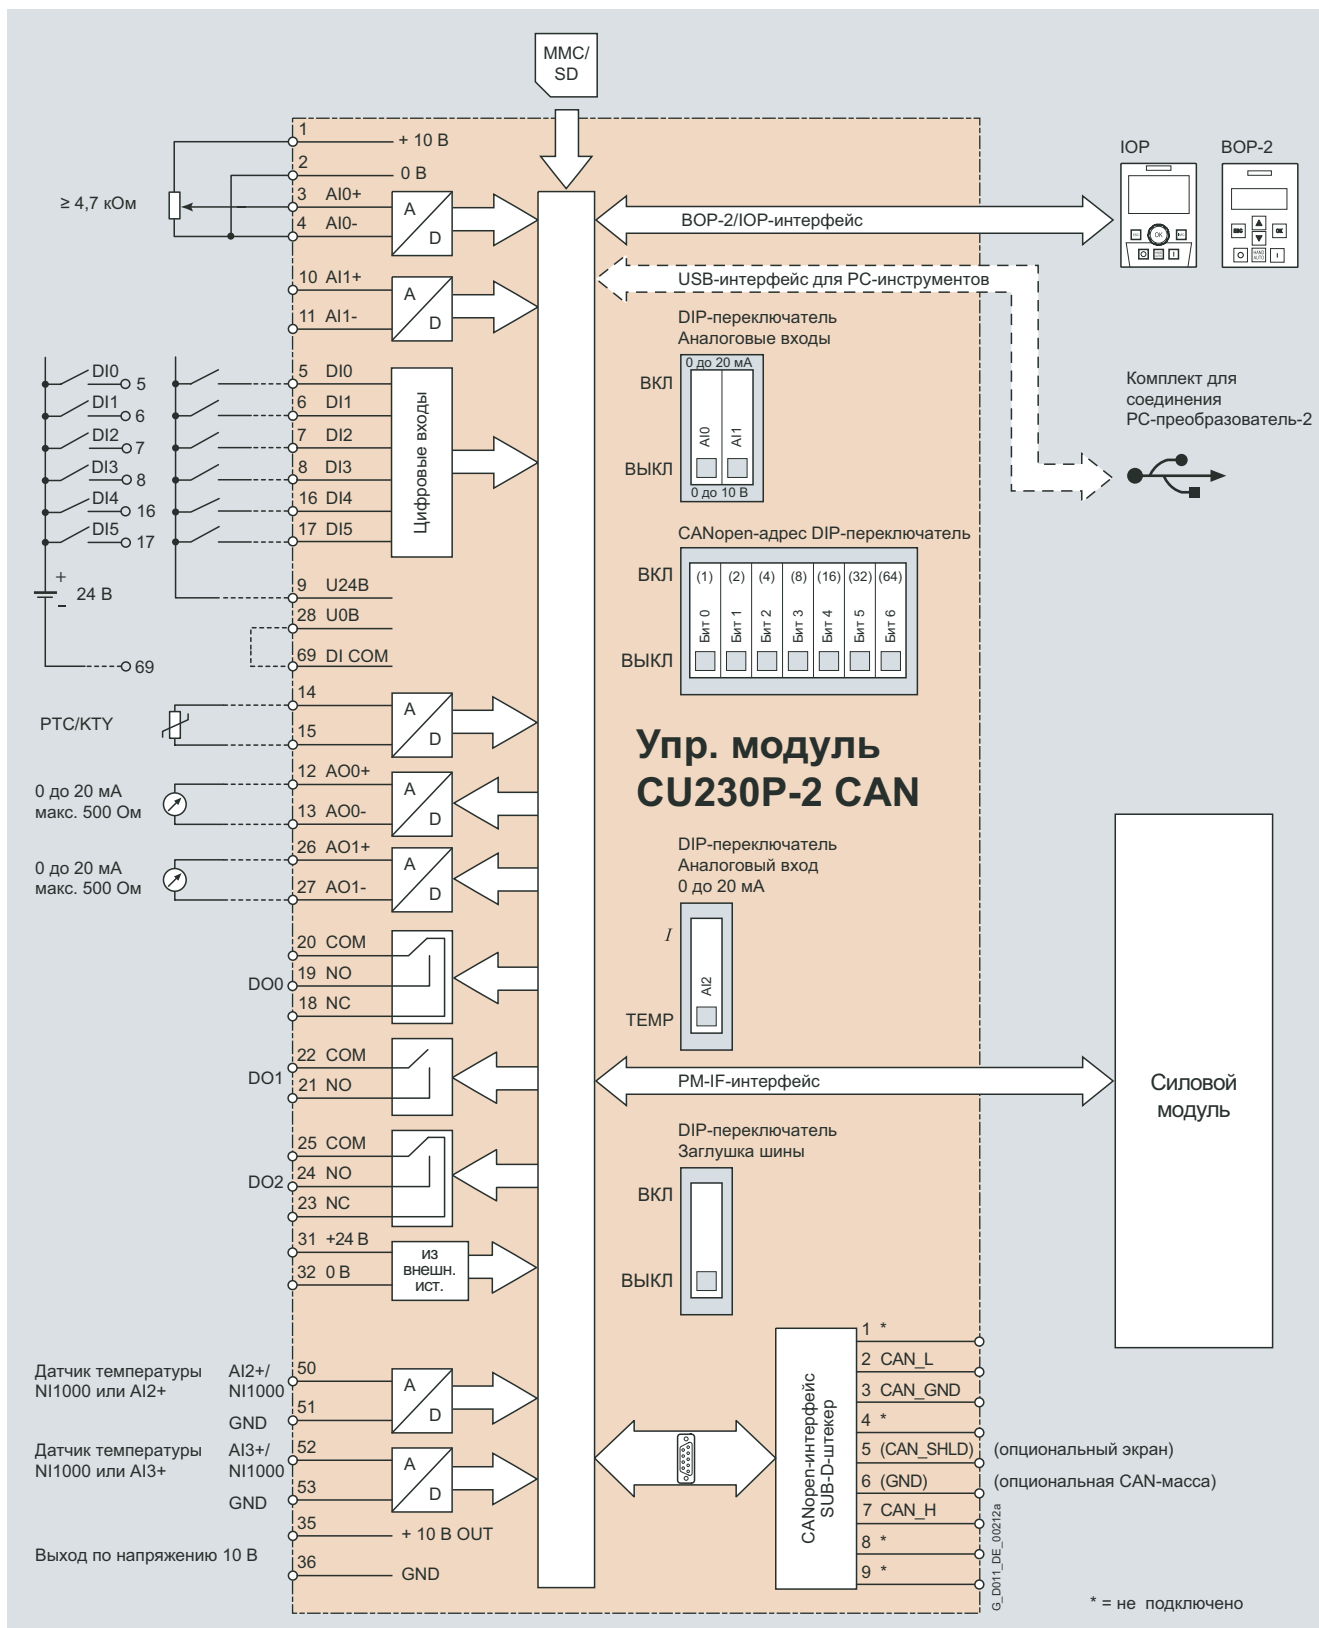 MMC/
SD
1
+ 10 В
2
0 В
≥ 4,7 кОм
3 AI0+
4 AI0-
A
D
10 AI1+
11 AI1-
A
D
BOP-2/IOP-интерфейс
IOP
BOP-2
ESC
OK
HAND
AUTO
USB-интерфейс для PC-инструментов
Комплект для
соединения
PC-преобразователь-2
DIP-переключатель
Аналоговые входы
0 до 20 мА
ВКЛ
AI0
AI1
ВЫКЛ
0 до 10 В
DI0
5
DI1
6
DI2
7
DI3
8
DI4
16
DI5
17
+
-
24 В
69
5 DI0
6 DI1
7 DI2
8 DI3
16 DI4
17 DI5
Цифровые входы
9 U24В
28 U0В
69 DI COM
CANopen-адрес DIP-переключатель
ВКЛ
(1) (2) (4) (8) (16) (32) (64)
Бит 0 Бит 1 Бит 2 Бит 3 Бит 4 Бит 5 Бит 6
ВЫКЛ
Упр. модуль
CU230P-2 CAN
PTC/KTY
14
15
A
D
0 до 20 мА
макс. 500 Ом
12 AO0+
13 AO0-
A
D
0 до 20 мА
макс. 500 Ом
26 AO1+
27 AO1-
A
D
DIP-переключатель
Аналоговый вход
0 до 20 мА
I
AI2
TEMP
DO0
20 COM
19 NO
18 NC
DO1
22 COM
21 NO
DO2
25 COM
24 NO
23 NC
PM-IF-интерфейс
Силовой
модуль
DIP-переключатель
Заглушка шины
ВКЛ
ВЫКЛ
31 +24 В
32 0 В
из
внешн.
ист.
Датчик температуры
NI1000 или AI2+
AI2+/
NI1000
GND
50
51
A
D
Датчик температуры
NI1000 или AI3+
AI3+/
NI1000
GND
52
53
A
D
35
+ 10 В OUT
Выход по напряжению 10 В
36
GND
CANopen-интерфейс
SUB-D-штекер
1 *
2 CAN_L
3 CAN_GND
4 *
5 (CAN_SHLD)
(опциональный экран)
6 (GND)
(опциональная CAN-масса)
7 CAN_H
8 *
9 *
G_D011_DE_00212a
* = не подключено